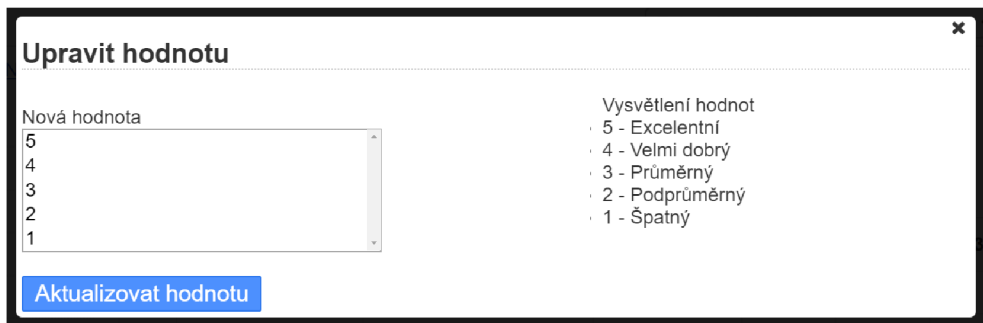 Upravit hodnotu
Nová hodnota
5
4
3
2
1
Vysvětlení hodnot
5 - Excelentní
4 - Velmi dobrý
3 - Průměrný
2 - Podprůměrný
1 - Špatný
Aktualizovat hodnotu